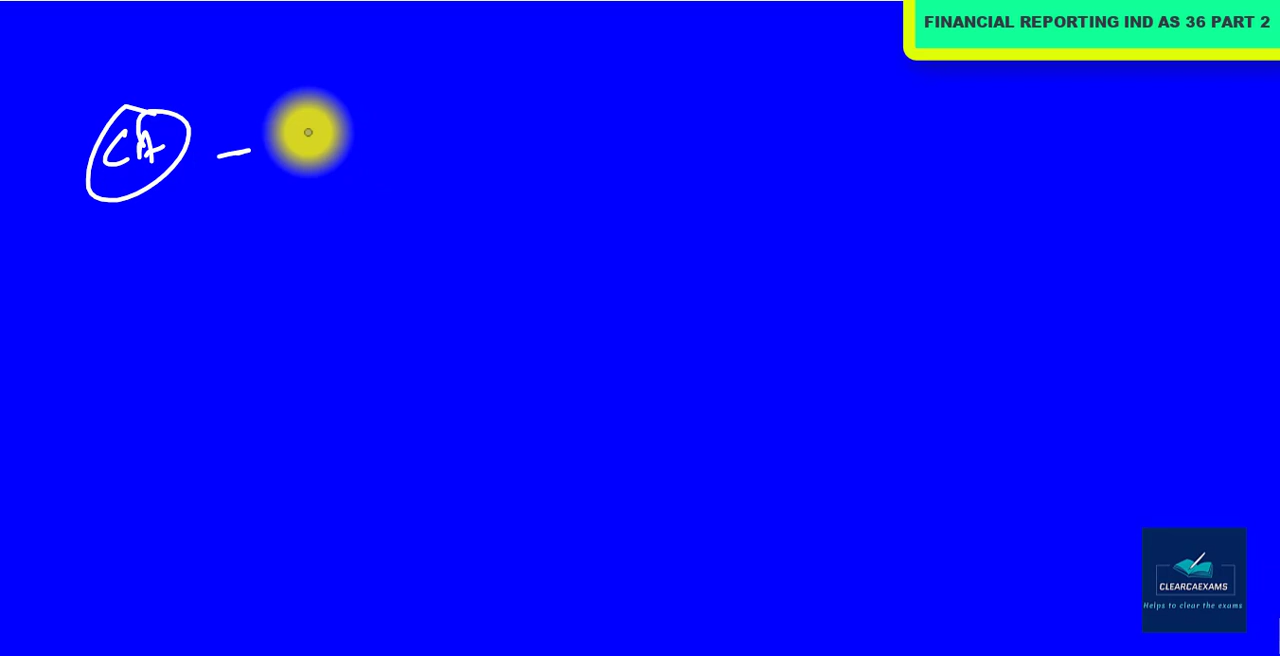 FINANCIAL REPORTING IND AS 36 PART 2
CA -
CLEARCAEXAMS
Helps to clear the exams